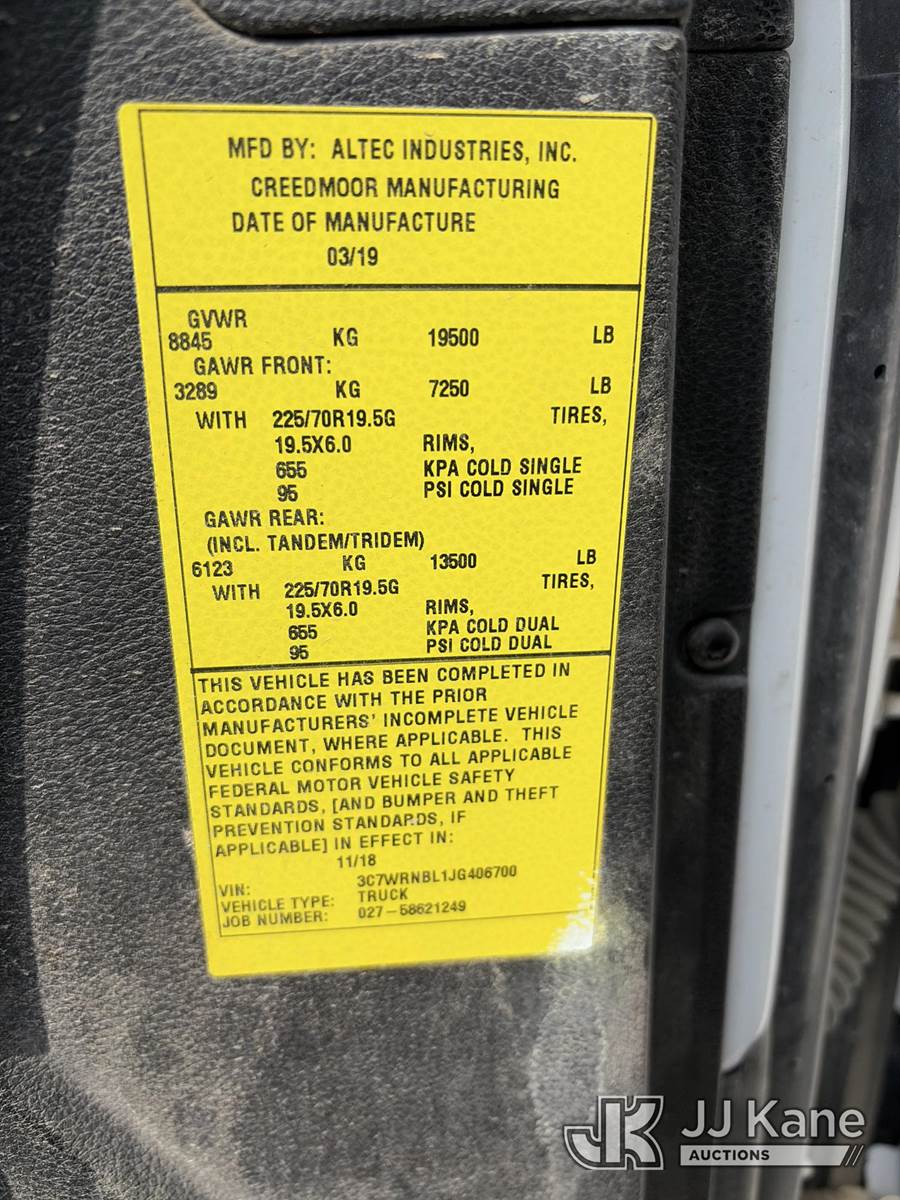 MFD BY: ALTEC INDUSTRIES, INC.
CREEDMOOR MANUFACTURING
DATE OF MANUFACTURE
03/19
GVWR
8845 KG 19500 LB
GAWR FRONT:
3289 KG 7250 LB
WITH 225/70R19.5G TIRES,
19.5X6.0 RIMS,
655 KPA COLD SINGLE
95 PSI COLD SINGLE
GAWR REAR:
(INCL. TANDEM/TRIDEM)
6123 KG 13500 LB
WITH 225/70R19.5G TIRES,
19.5X6.0 RIMS,
655 KPA COLD DUAL
95 PSI COLD DUAL
THIS VEHICLE HAS BEEN COMPLETED IN
ACCORDANCE WITH THE PRIOR
MANUFACTURERS' INCOMPLETE VEHICLE
DOCUMENT, WHERE APPLICABLE. THIS
VEHICLE CONFORMS TO ALL APPLICABLE
FEDERAL MOTOR VEHICLE SAFETY
STANDARDS, [AND BUMPER AND THEFT
PREVENTION STANDARDS, IF
APPLICABLE] IN EFFECT IN:
11/18
VIN: 3C7WRNBL1JG406700
VEHICLE TYPE: TRUCK
JOB NUMBER: 027-58621249
JK JJ Kane
AUCTIONS